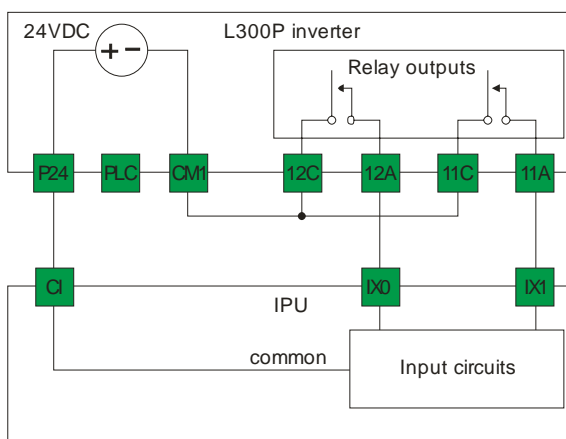 24VDC
L300P inverter
+ -
Relay outputs
P24 PLC CM1 12C 12A 11C 11A
CI IX0 IX1
IPU
common
Input circuits